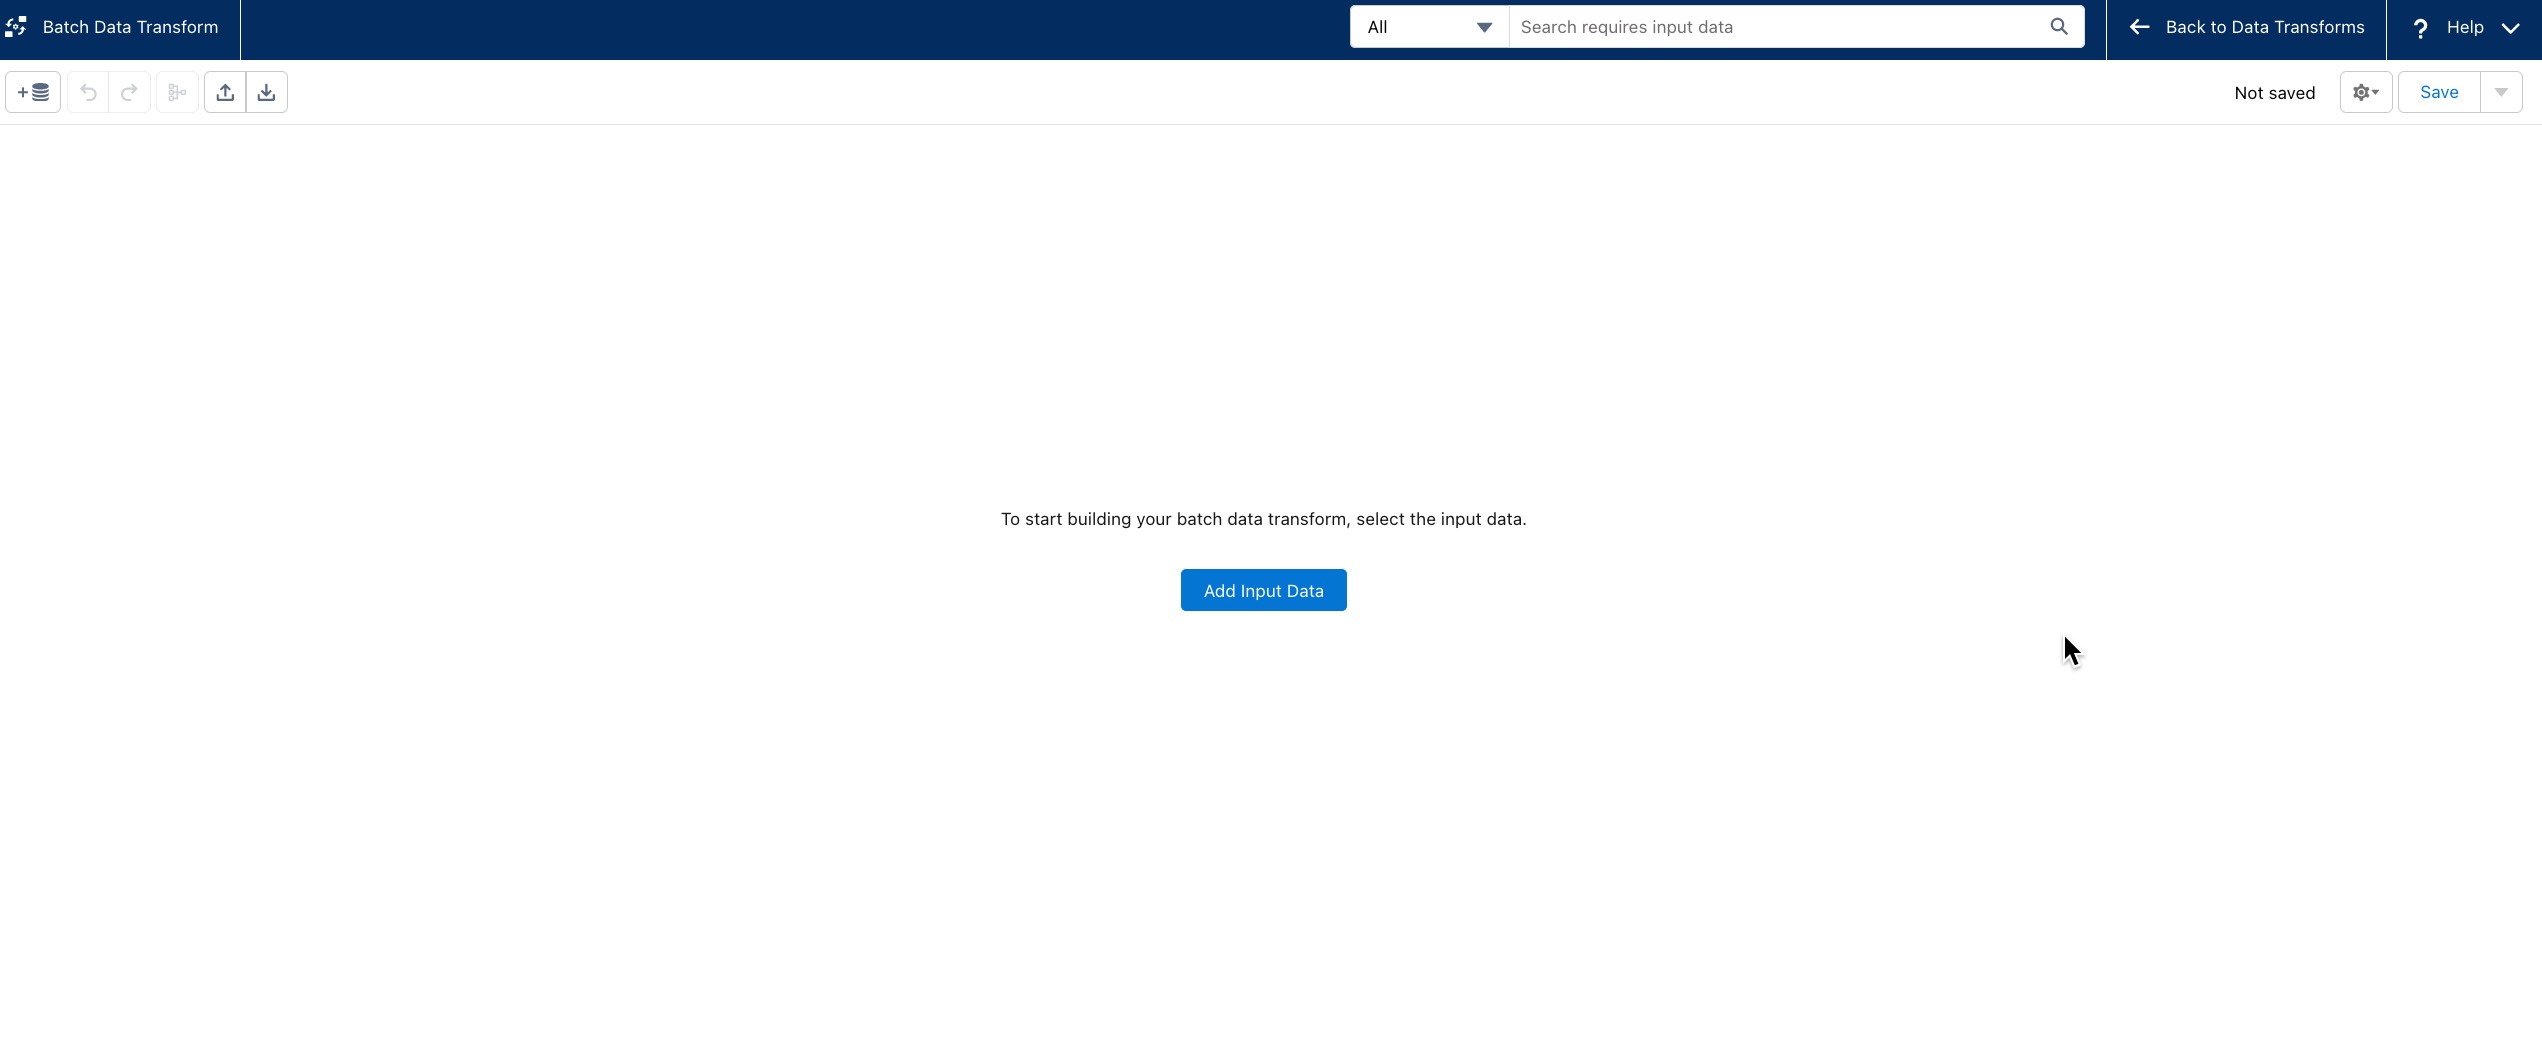 Batch Data Transform
All
Search requires input data
Back to Data Transforms
? Help
Not saved
Save
To start building your batch data transform, select the input data.
Add Input Data